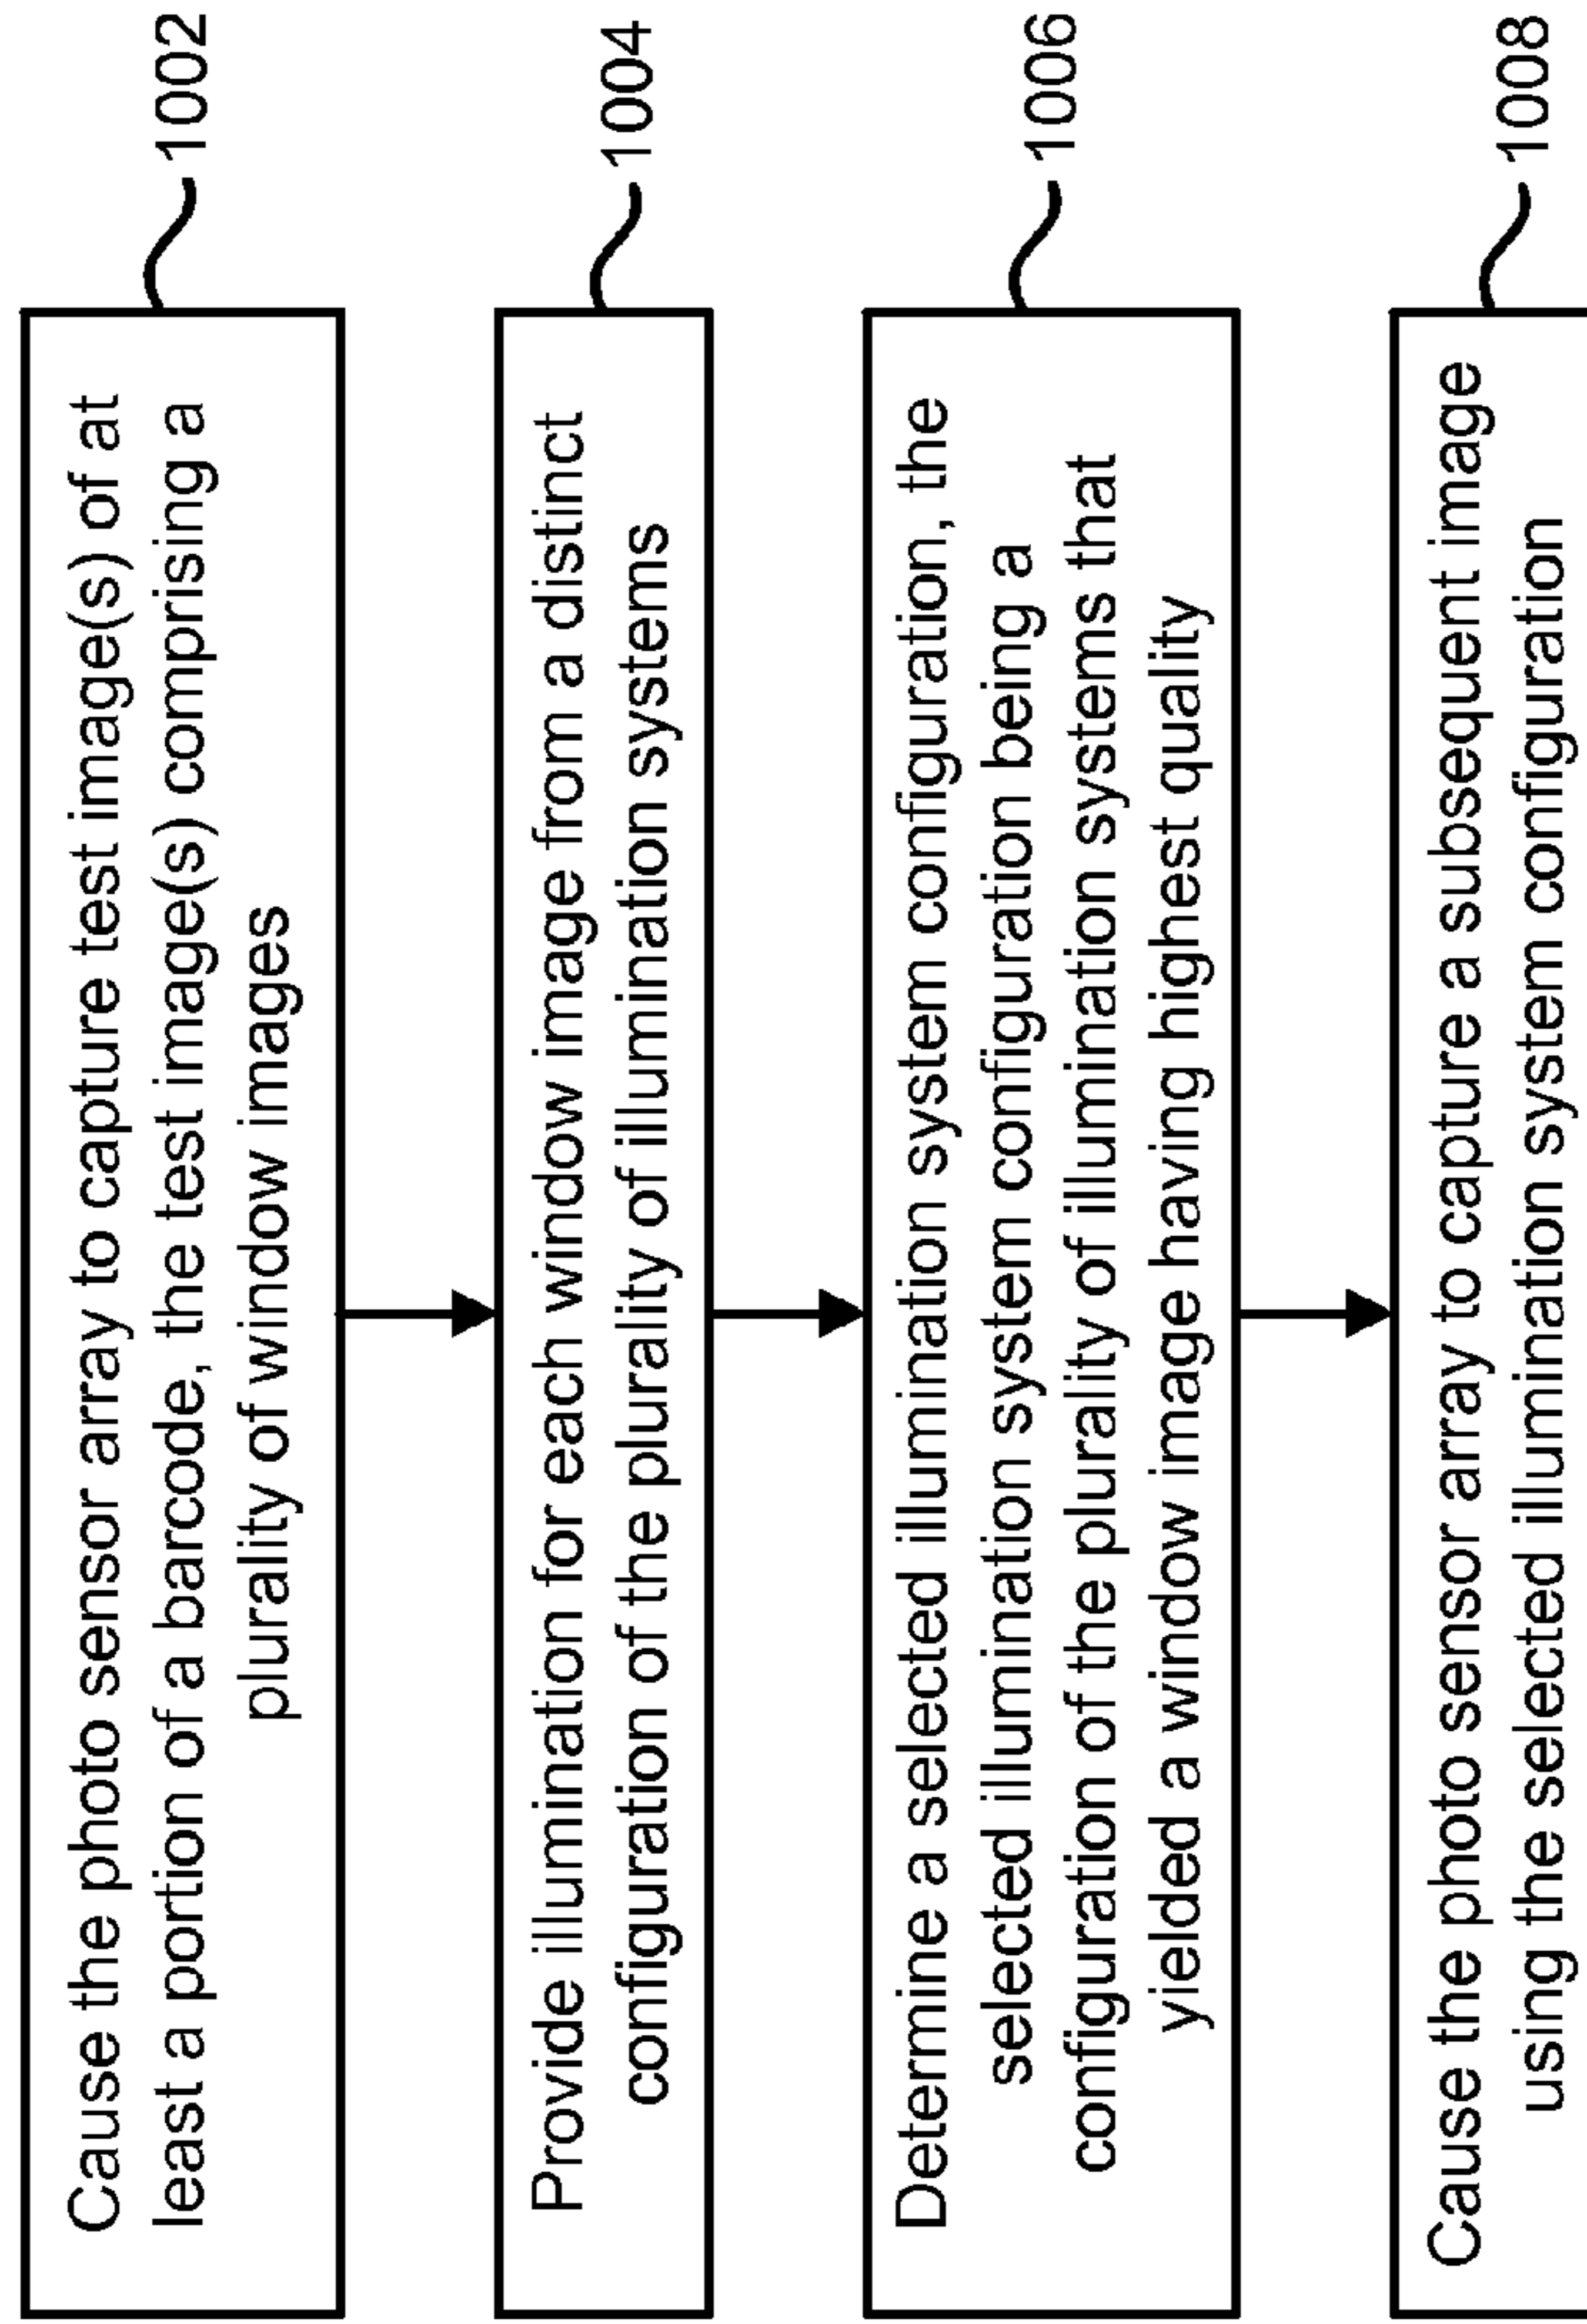 Cause the photo sensor array to capture test image(s) of at
least a portion of a barcode, the test image(s) comprising a
plurality of window images
1002
Provide illumination for each window image from a distinct
configuration of the plurality of illumination systems
1004
Determine a selected illumination system configuration, the
selected illumination system configuration being a
configuration of the plurality of illumination systems that
yielded a window image having highest quality
1006
Cause the photo sensor array to capture a subsequent image
using the selected illumination system configuration
1008